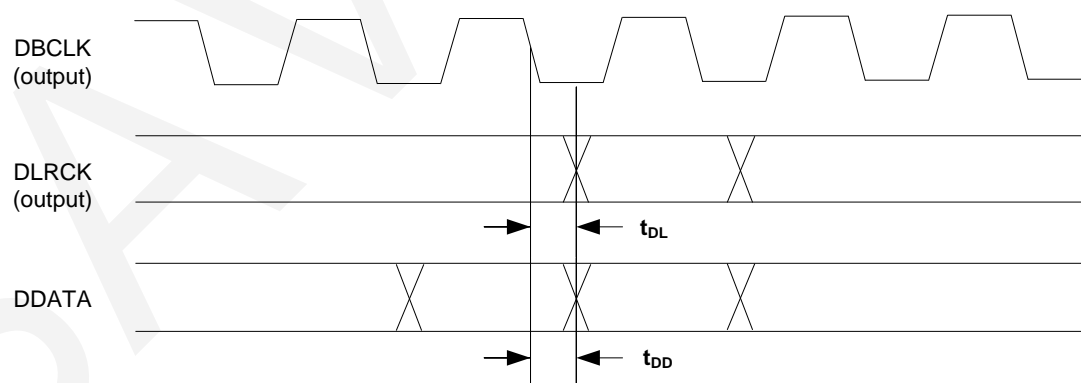 DBCLK
(output)
DLRCK
(output)
tDL
DDATA
tDD